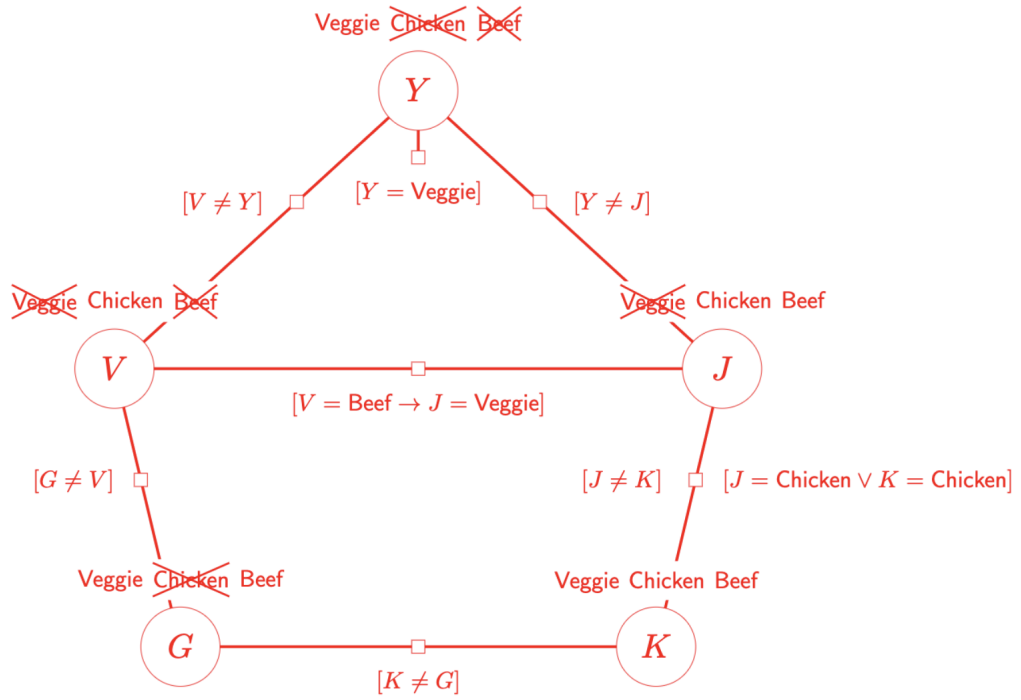 Veggie Chicken Beef
Y
[Y = Veggie]
[V ≠ Y]
[Y ≠ J]
Veggie Chicken Beef
Veggie Chicken Beef
V
J
[V = Beef → J = Veggie]
[G ≠ V]
[J ≠ K]
[J = Chicken ∨ K = Chicken]
Veggie Chicken Beef
Veggie Chicken Beef
G
K
[K ≠ G]